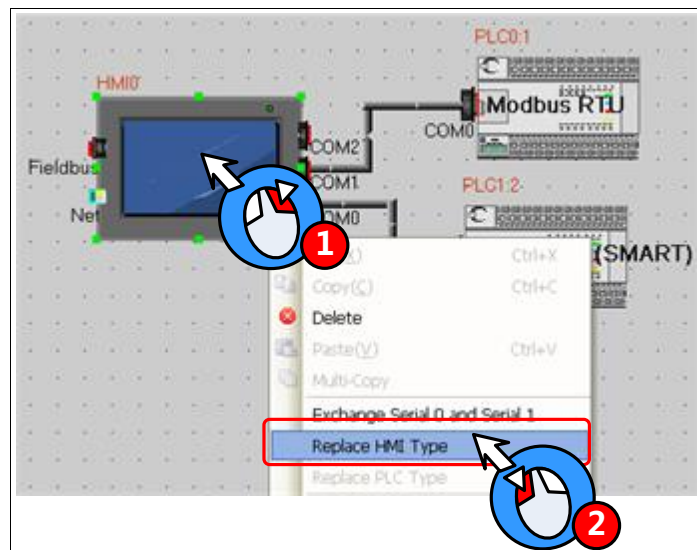 PLC0:1
HMI0
Modbus RTU
COM2
COM0
Fieldbus
COM1
PLC1:2
Net
COM0
1
(SMART)
Ctrl+X
Copy(C)
Ctrl+C
Delete
Paste(V)
Ctrl+V
Multi-Copy
Exchange Serial 0 and Serial 1
Replace HMI Type
Replace PLC Type
2